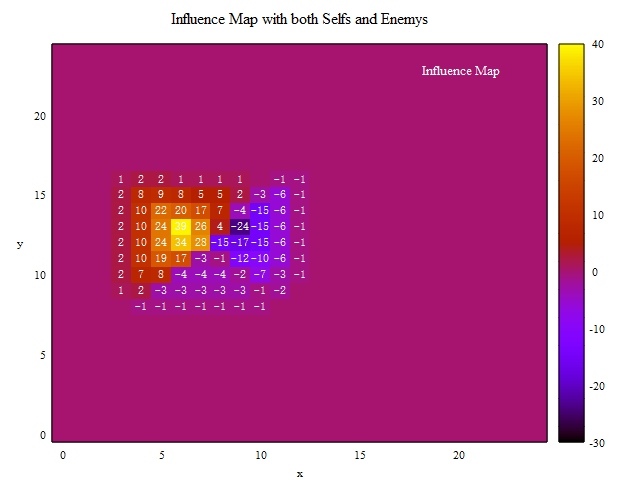 Influence Map with both Selfs and Enemys
40
Influence Map
30
20
20
1 2 2 1 1 1 1 -1 -1
15
2 8 9 8 5 5 2 -3 -6 -1
10
2 10 22 20 17 7 -4 -15 -6 -1
2 10 24 39 26 4 -24 -15 -6 -1
y
2 10 24 34 28 -15 -17 -15 -6 -1
2 10 19 17 -3 -1 -12 -10 -6 -1
10
0
2 7 8 -4 -4 -4 -2 -7 -3 -1
1 2 -3 -3 -3 -3 -3 -1 -2
-1 -1 -1 -1 -1 -1 -1
-10
5
-20
0
-30
0 5 10 15 20
x